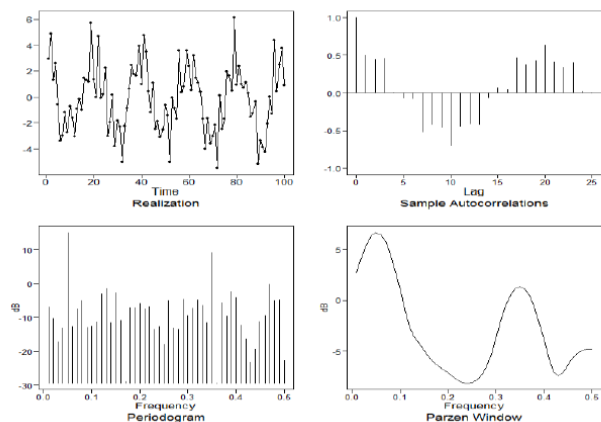 6
4
2
0
-2
-4
0 20 40 60 80 100
Time
Realization
1.0
0.5
0.0
-0.5
-1.0
0 5 10 15 20 25
Lag
Sample Autocorrelations
10
0
-10
-20
-30
dB
0.0 0.1 0.2 0.3 0.4 0.5
Frequency
Periodogram
5
0
-5
dB
0.0 0.1 0.2 0.3 0.4 0.5
Frequency
Parzen Window